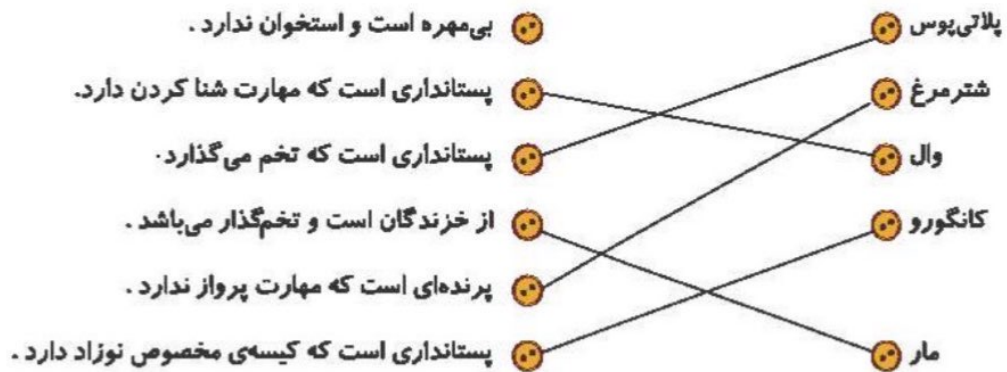 پلاتی‌پوس بی‌مهره است و استخوان ندارد .
شترمرغ پستانداری است که مهارت شنا کردن دارد.
وال پستانداری است که تخم می‌گذارد.
کانگورو از خزندگان است و تخم‌گذار می‌باشد .
پرنده‌ای است که مهارت پرواز ندارد .
مار پستانداری است که کیسه‌ی مخصوص نوزاد دارد .